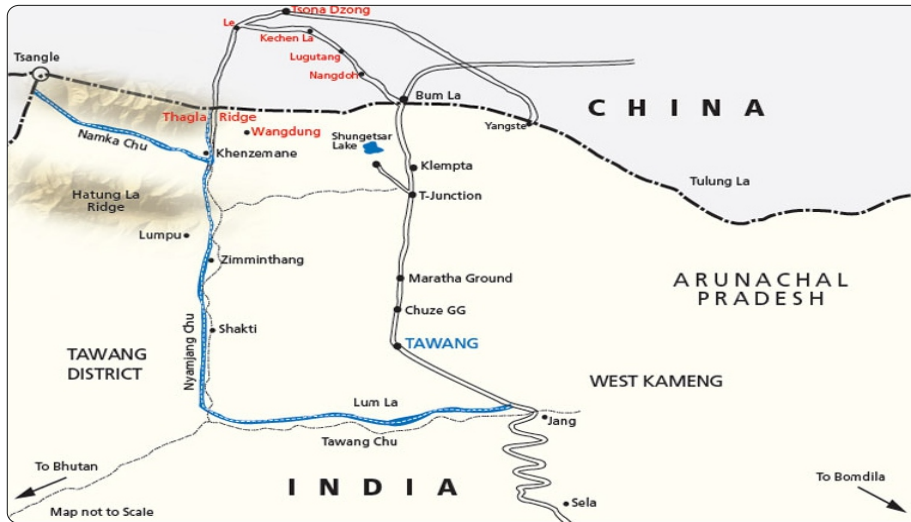 Tsona Dzong
Le
Kechen La
Tsangle
Lugutang
Nangdoh
Bum La
CHINA
Thagla Ridge
Wangdung
Yangste
Namka Chu
Shungetsar
Lake
Khenzemane
Klempta
Tulung La
Hatung La
Ridge
T-Junction
Lumpu
Zimminthang
Maratha Ground
ARUNACHAL
PRADESH
Chuze GG
Nyamjang Chu
Shakti
TAWANG
TAWANG
DISTRICT
WEST KAMENG
Lum La
Jang
Tawang Chu
To Bhutan
INDIA
To Bomdila
Sela
Map not to Scale